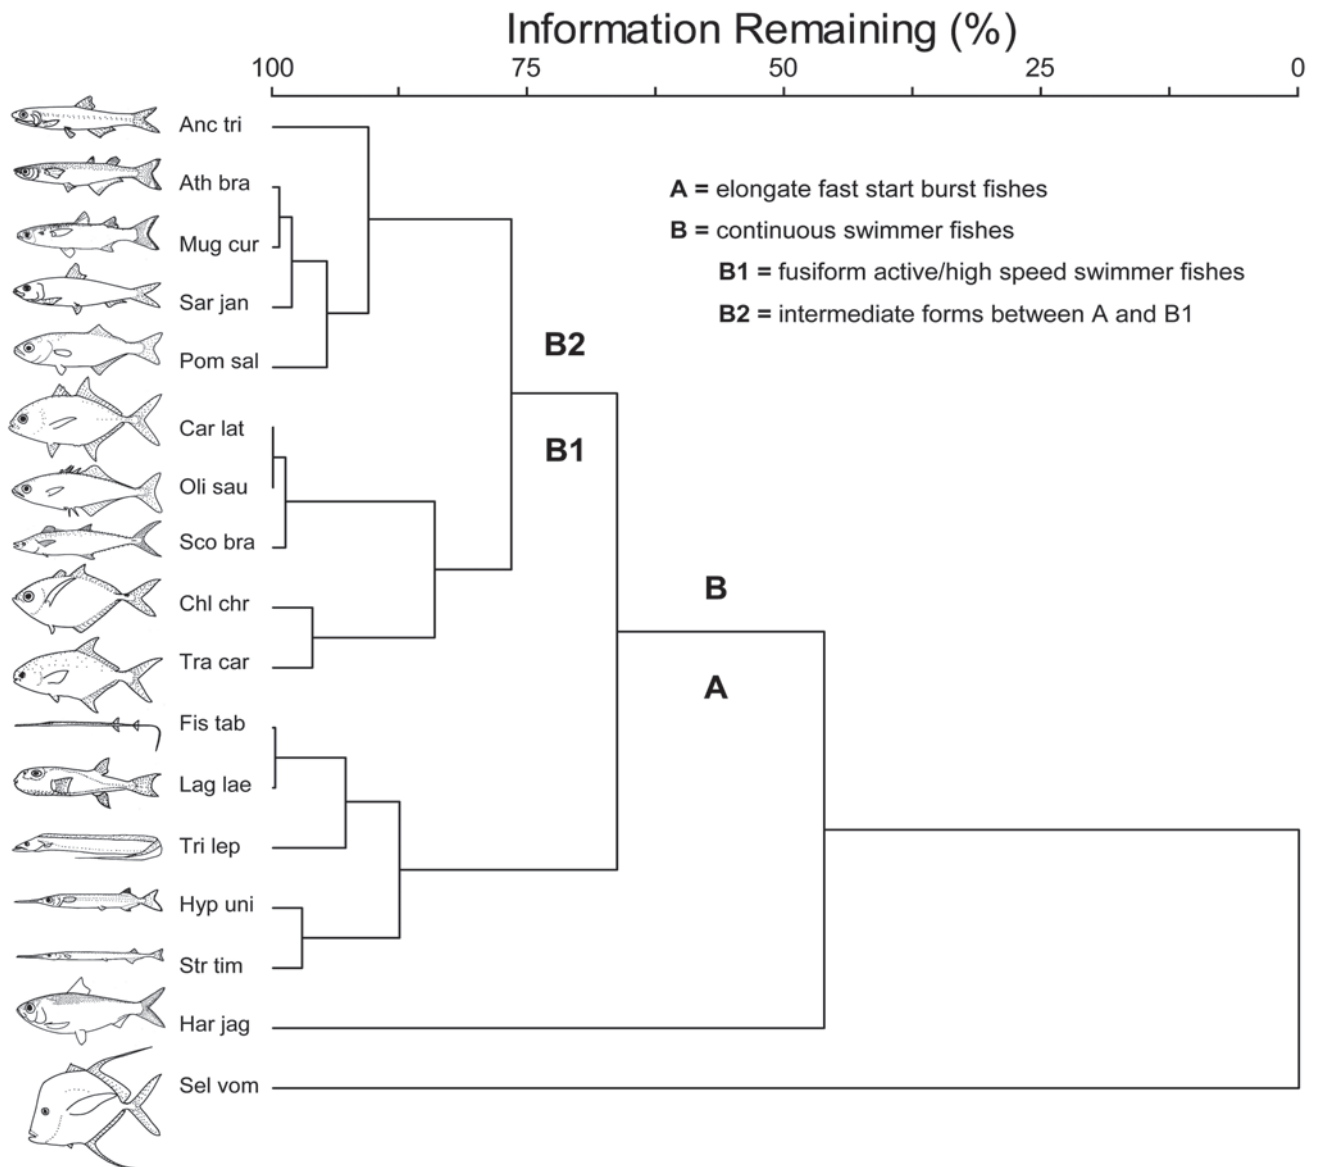 Information Remaining (%)
100 75 50 25 0
Anc tri
Ath bra
Mug cur
Sar jan
Pom sal
Car lat
Oli sau
Sco bra
Chl chr
Tra car
Fis tab
Lag lae
Tri lep
Hyp uni
Str tim
Har jag
Sel vom
A = elongate fast start burst fishes
B = continuous swimmer fishes
B1 = fusiform active/high speed swimmer fishes
B2 = intermediate forms between A and B1
B2
B1
B
A